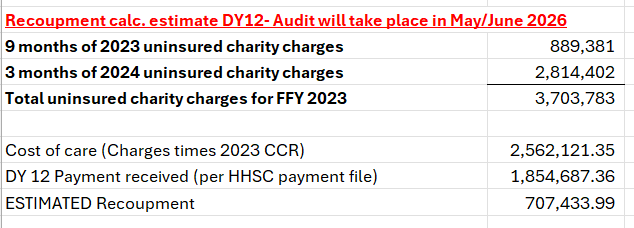 Recoupment calc. estimate DY12- Audit will take place in May/June 2026
9 months of 2023 uninsured charity charges 889,381
3 months of 2024 uninsured charity charges 2,814,402
Total uninsured charity charges for FFY 2023 3,703,783
Cost of care (Charges times 2023 CCR) 2,562,121.35
DY 12 Payment received (per HHSC payment file) 1,854,687.36
ESTIMATED Recoupment 707,433.99